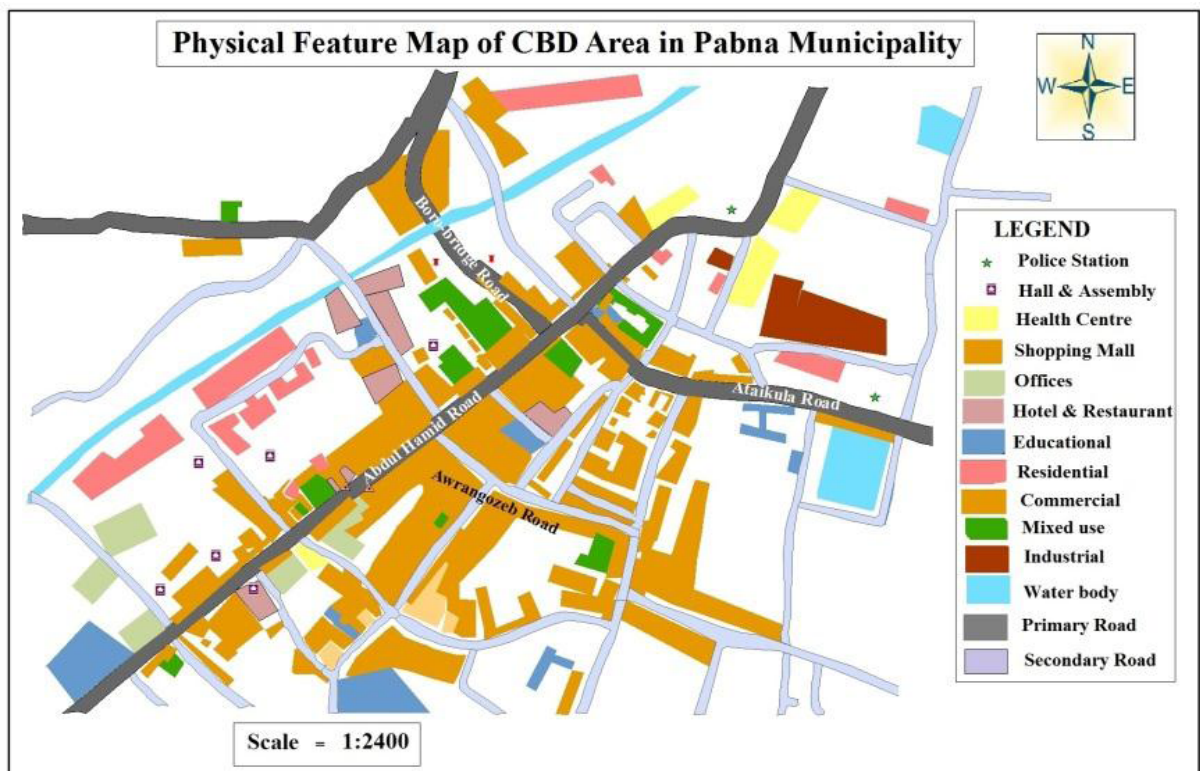 Physical Feature Map of CBD Area in Pabna Municipality
N
W E
S
Boro-bridge Road
Abdul Hamid Road
Ataikula Road
Awrangozeb Road
LEGEND
Police Station
Hall & Assembly
Health Centre
Shopping Mall
Offices
Hotel & Restaurant
Educational
Residential
Commercial
Mixed use
Industrial
Water body
Primary Road
Secondary Road
Scale = 1:2400